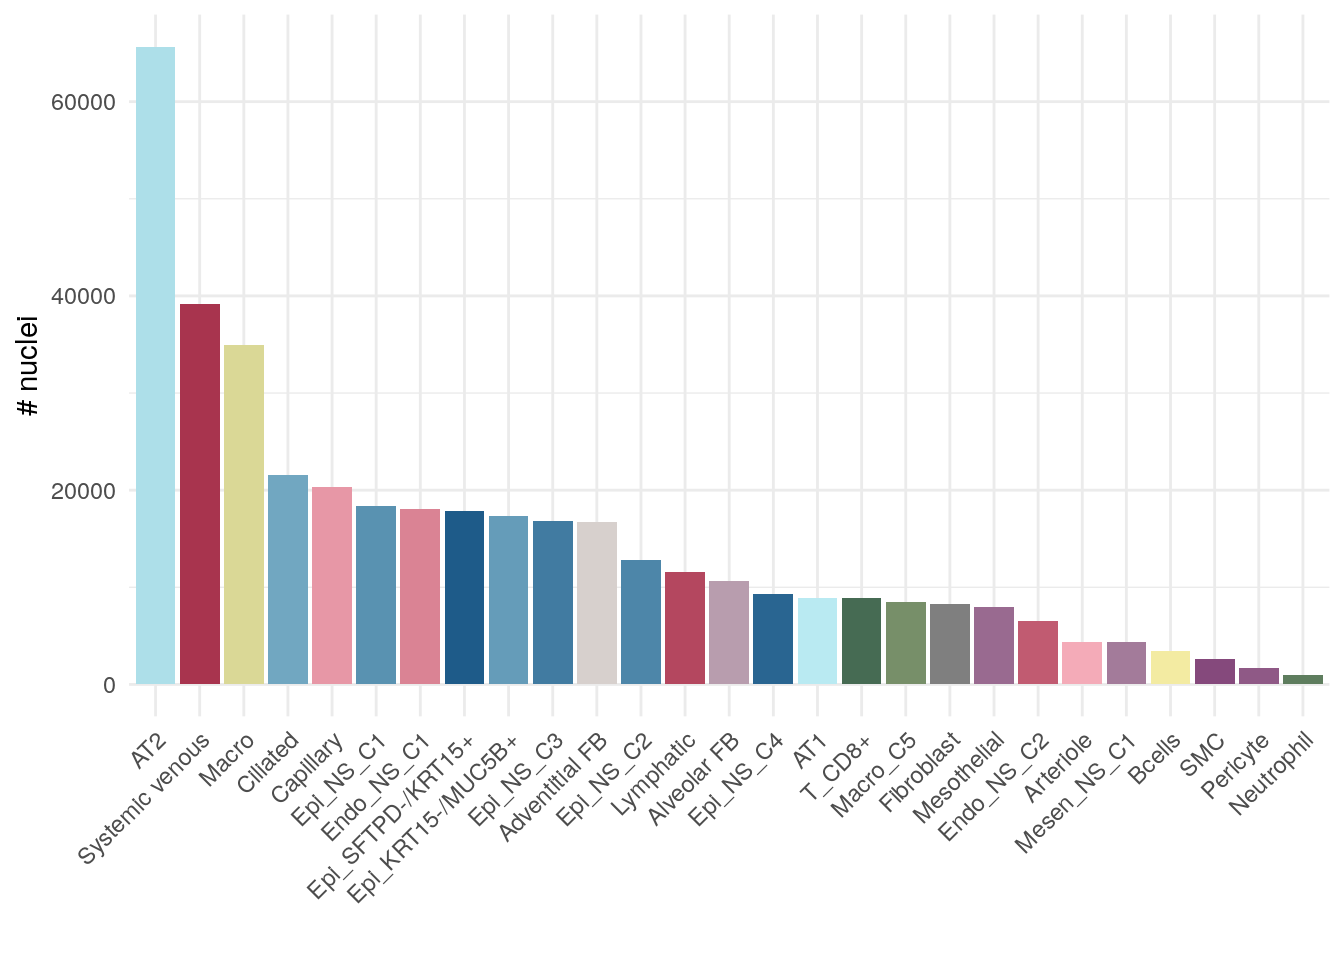 # nuclei
60000
40000
20000
0
AT2
Systemic venous
Macro
Ciliated
Capillary
Epi_NS_C1
Endo_NS_C1
Epi_SFTPD-/KRT15+
Epi_KRT15-/MUC5B+
Epi_NS_C3
Adventitial FB
Epi_NS_C2
Lymphatic
Alveolar FB
Epi_NS_C4
AT1
T_CD8+
Macro_C5
Fibroblast
Mesothelial
Endo_NS_C2
Arteriole
Mesen_NS_C1
Bcells
SMC
Pericyte
Neutrophil